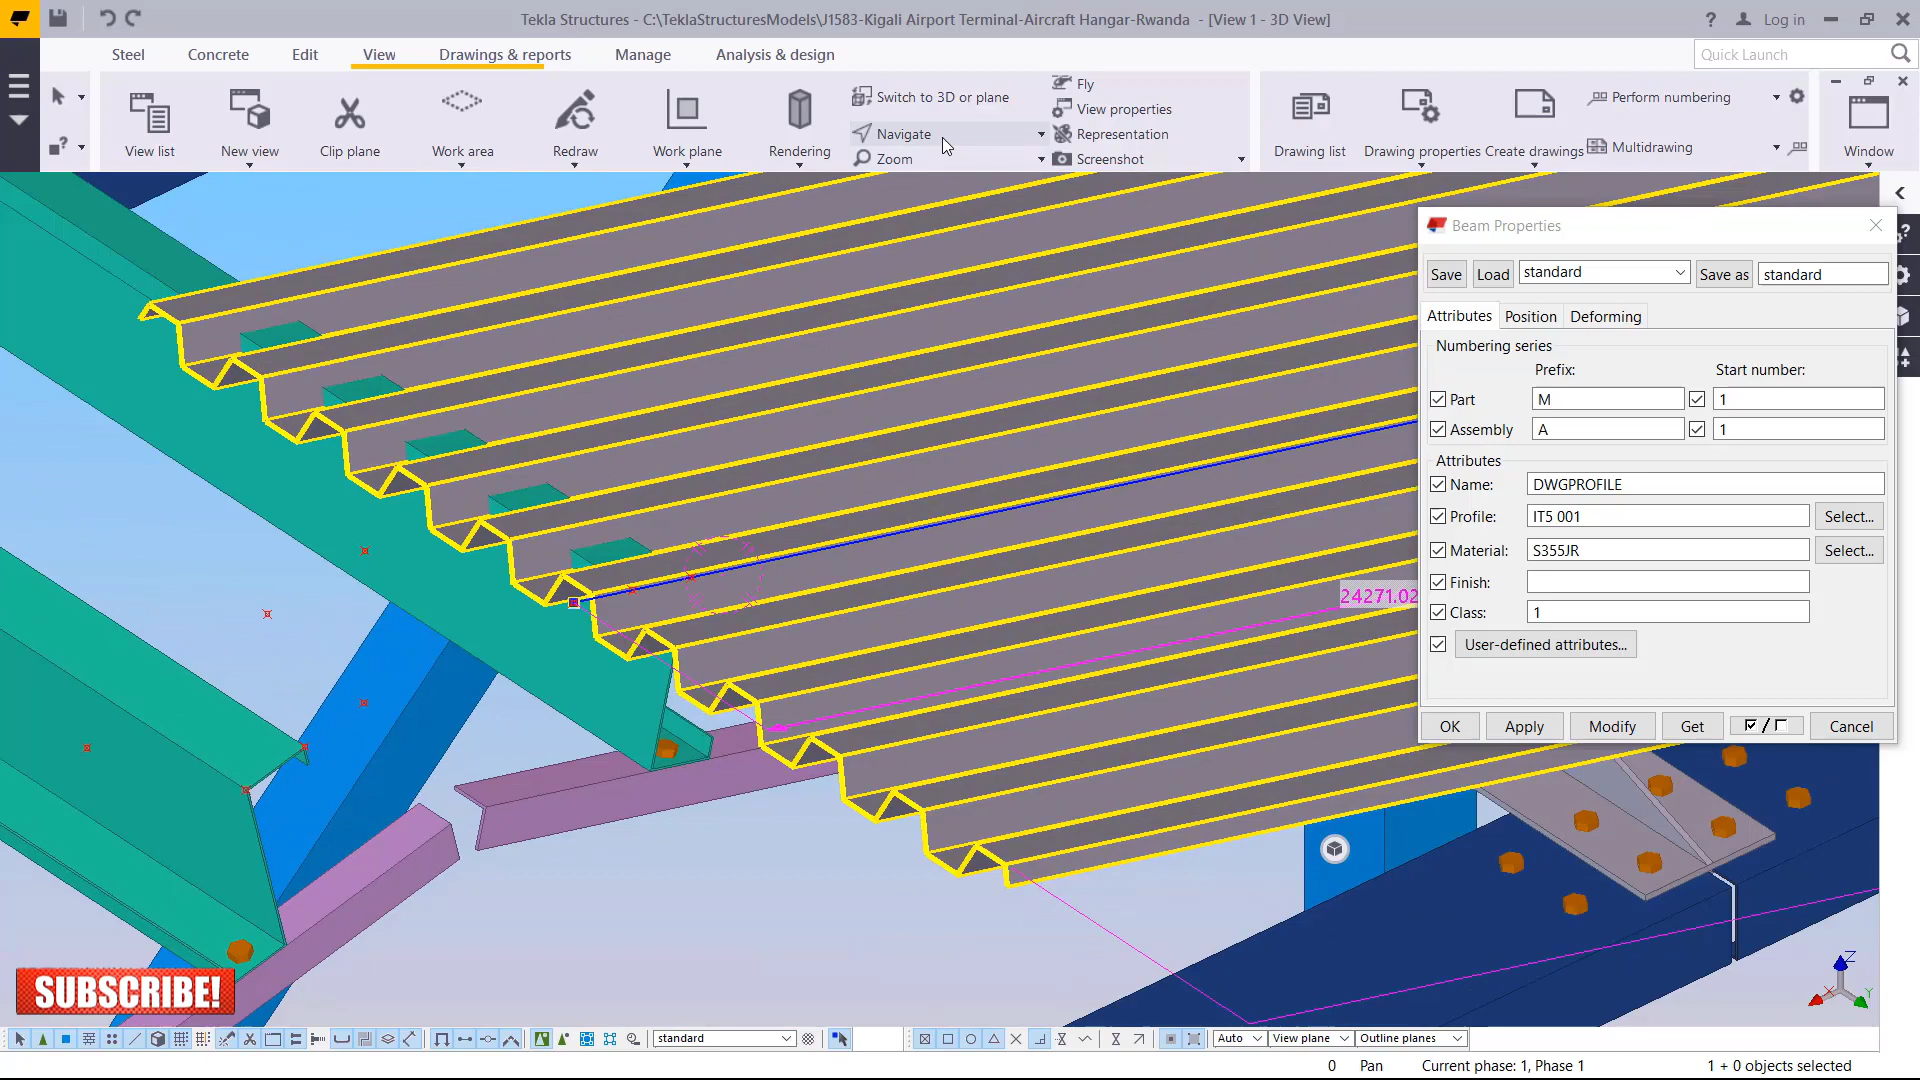 Tekla Structures - C:\TeklaStructuresModels\J1583-Kigali Airport Terminal-Aircraft Hangar-Rwanda - [View 1 - 3D View]
? Log in
Steel Concrete Edit View Drawings & reports Manage Analysis & design
Quick Launch
View list
New view
Clip plane
Work area
Redraw
Work plane
Rendering
Switch to 3D or plane
Navigate
Zoom
Fly
View properties
Representation
Screenshot
Drawing list
Drawing properties
Create drawings
Perform numbering
Multidrawing
Window
Beam Properties
Save Load standard Save as standard
Attributes Position Deforming
Numbering series
Prefix: Start number:
Part M 1
Assembly A 1
Attributes
Name: DWGPROFILE
Profile: IT5 001 Select...
Material: S355JR Select...
Finish:
Class: 1
User-defined attributes...
OK Apply Modify Get / Cancel
24271.02
Z
X Y
SUBSCRIBE!
standard
Auto View plane Outline planes
0 Pan Current phase: 1, Phase 1 1 + 0 objects selected